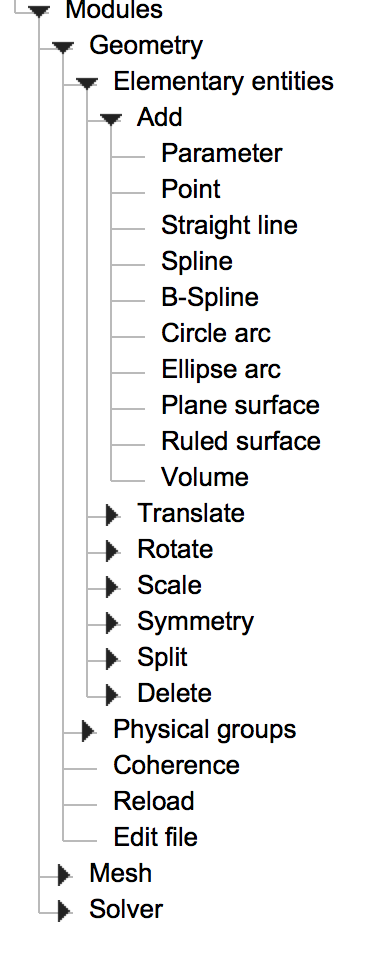 Modules
Geometry
Elementary entities
Add
Parameter
Point
Straight line
Spline
B-Spline
Circle arc
Ellipse arc
Plane surface
Ruled surface
Volume
Translate
Rotate
Scale
Symmetry
Split
Delete
Physical groups
Coherence
Reload
Edit file
Mesh
Solver